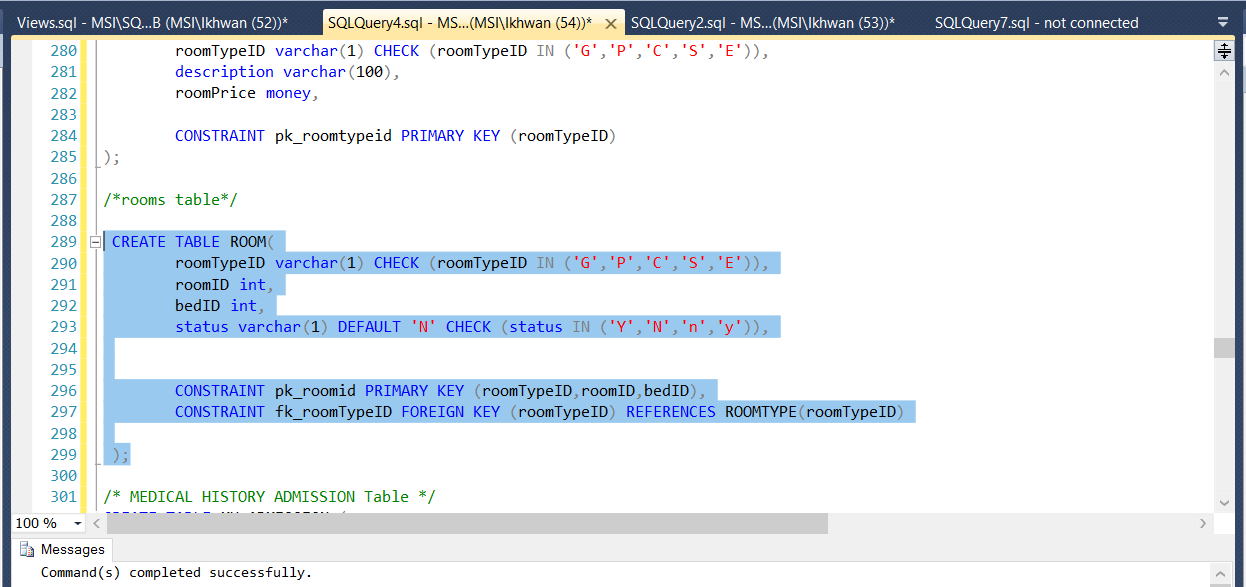 Views.sql - MSI\SQ...B (MSI\Ikhwan (52))* SQLQuery4.sql - MS...(MSI\Ikhwan (54))* SQLQuery2.sql - MS...(MSI\Ikhwan (53))* SQLQuery7.sql - not connected
280 roomTypeID varchar(1) CHECK (roomTypeID IN ('G','P','C','S','E')),
281 description varchar(100),
282 roomPrice money,
283
284 CONSTRAINT pk_roomtypeid PRIMARY KEY (roomTypeID)
285 );
286
287 /*rooms table*/
288
289 CREATE TABLE ROOM(
290 roomTypeID varchar(1) CHECK (roomTypeID IN ('G','P','C','S','E')),
291 roomID int,
292 bedID int,
293 status varchar(1) DEFAULT 'N' CHECK (status IN ('Y','N','n','y')),
294
295
296 CONSTRAINT pk_roomid PRIMARY KEY (roomTypeID,roomID,bedID),
297 CONSTRAINT fk_roomTypeID FOREIGN KEY (roomTypeID) REFERENCES ROOMTYPE(roomTypeID)
298
299 );
300
301 /* MEDICAL HISTORY ADMISSION Table */
100 %
Messages
Command(s) completed successfully.